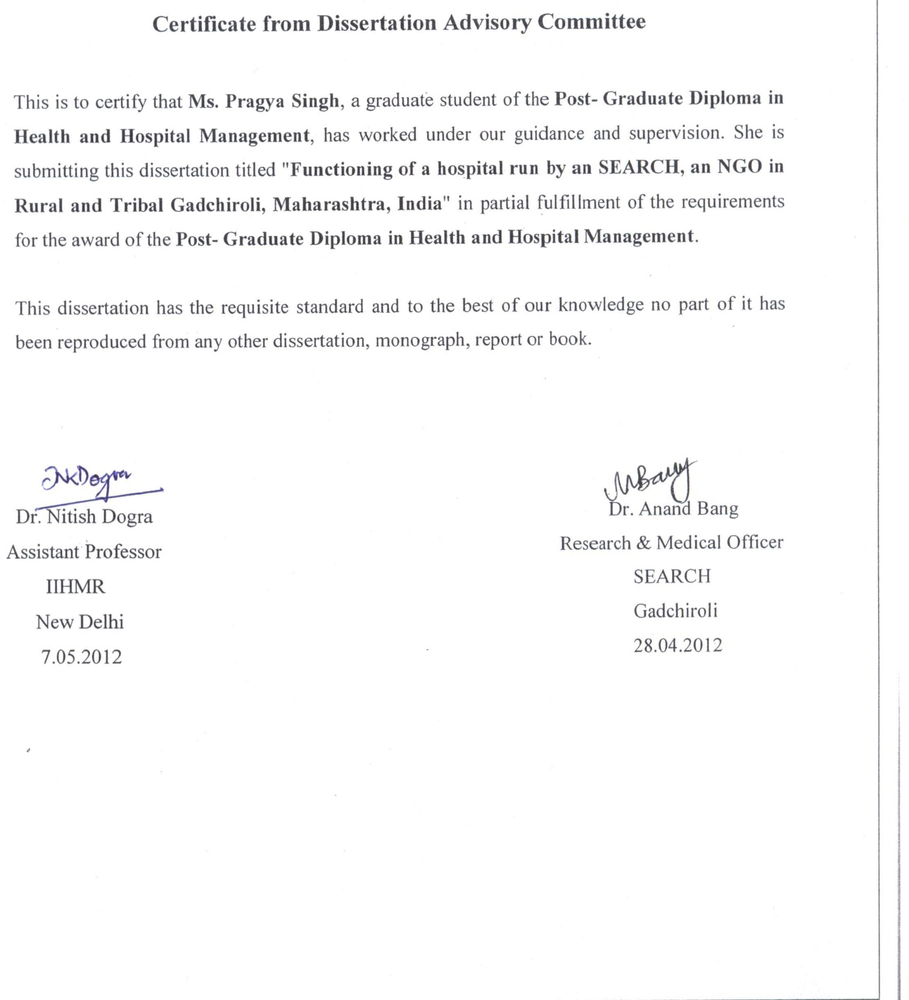 Certificate from Dissertation Advisory Committee
This is to certify that Ms. Pragya Singh, a graduate student of the Post- Graduate Diploma in
Health and Hospital Management, has worked under our guidance and supervision. She is
submitting this dissertation titled "Functioning of a hospital run by an SEARCH, an NGO in
Rural and Tribal Gadchiroli, Maharashtra, India" in partial fulfillment of the requirements
for the award of the Post- Graduate Diploma in Health and Hospital Management.
This dissertation has the requisite standard and to the best of our knowledge no part of it has
been reproduced from any other dissertation, monograph, report or book.
Dr. Nitish Dogra
Assistant Professor
IIHMR
New Delhi
7.05.2012
Dr. Anand Bang
Research & Medical Officer
SEARCH
Gadchiroli
28.04.2012